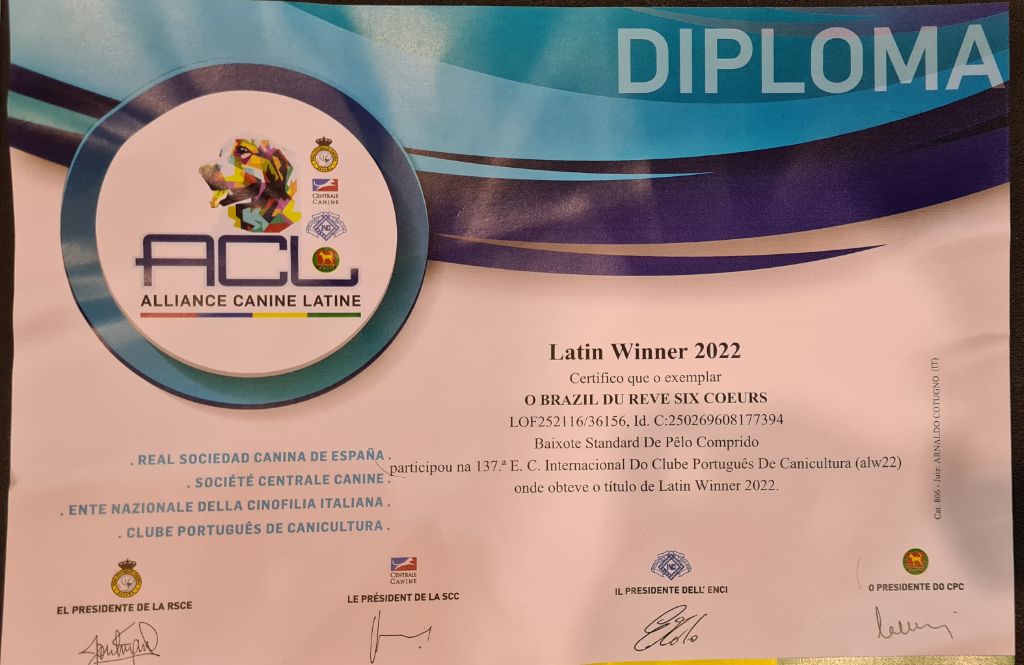 DIPLOMA
CENTRALE
CANINE
ACL
ALLIANCE CANINE LATINE
Latin Winner 2022
Certifico que o exemplar
O BRAZIL DU REVE SIX COEURS
LOF252116/36156, Id. C:250269608177394
Baixote Standard De Pêlo Comprido
participou na 137.ª E. C. Internacional Do Clube Português De Canicultura (alw22)
onde obteve o título de Latin Winner 2022.
Cat. 806 - Juiz: ARNALDO COTUGNO (IT)
. REAL SOCIEDAD CANINA DE ESPAÑA .
. SOCIÉTÉ CENTRALE CANINE .
. ENTE NAZIONALE DELLA CINOFILIA ITALIANA .
. CLUBE PORTUGUÊS DE CANICULTURA .
EL PRESIDENTE DE LA RSCE
CENTRALE
CANINE
LE PRÉSIDENT DE LA SCC
IL PRESIDENTE DELL' ENCI
O PRESIDENTE DO CPC